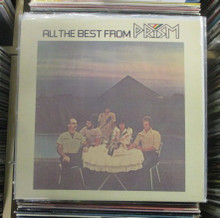 ALL THE BEST FROM PRISM